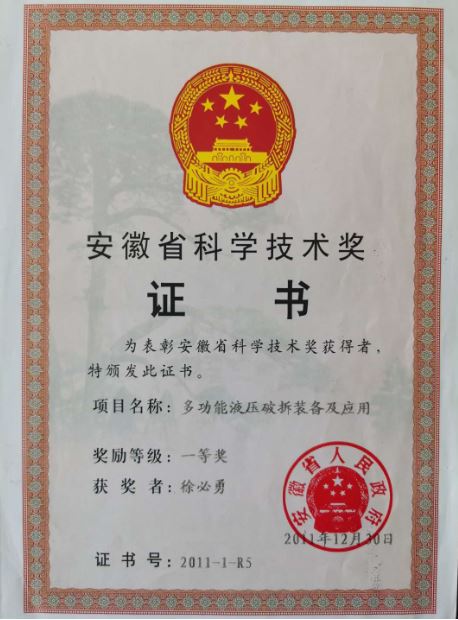 安徽省科学技术奖
证 书
为表彰安徽省科学技术奖获得者，
特颁发此证书。
项目名称：多功能液压破拆装备及应用
奖励等级：一等奖
获 奖 者：徐必勇
安徽省人民政府
2011年12月30日
证 书 号：2011-1-R5